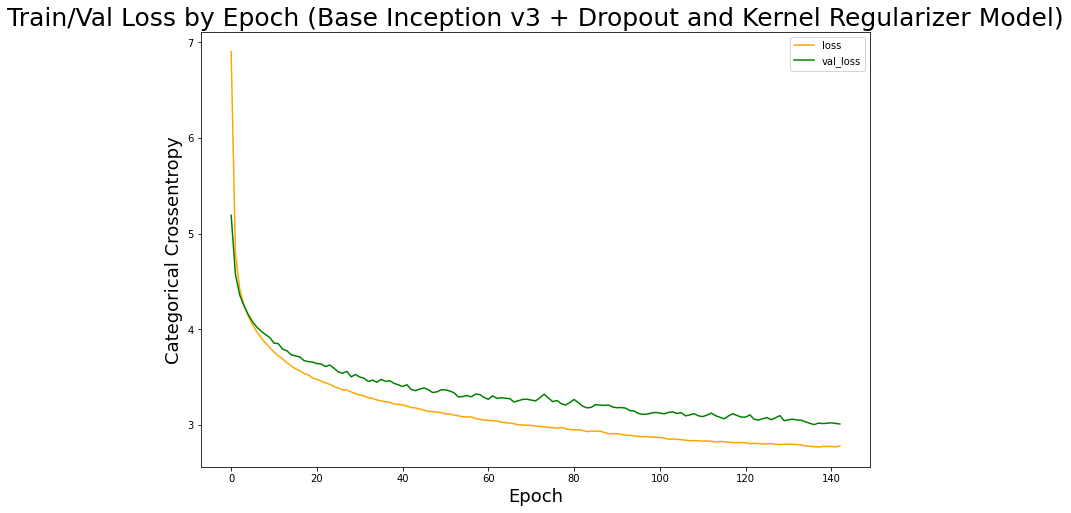 Train/Val Loss by Epoch (Base Inception v3 + Dropout and Kernel Regularizer Model)
loss
val_loss
7
6
5
4
3
Categorical Crossentropy
0 20 40 60 80 100 120 140
Epoch